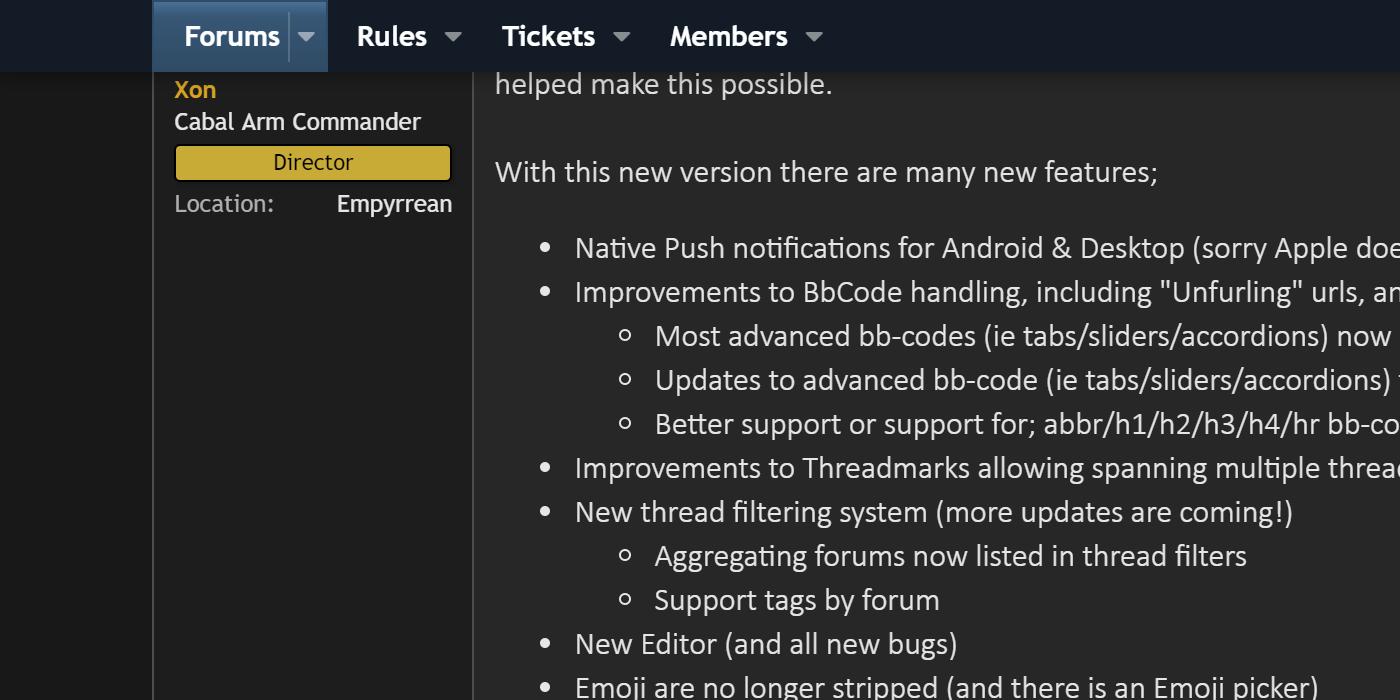 Forums Rules Tickets Members
Xon
Cabal Arm Commander
Director
Location: Empyrrean
helped make this possible.
With this new version there are many new features;
Native Push notifications for Android & Desktop (sorry Apple doe
Improvements to BbCode handling, including "Unfurling" urls, an
Most advanced bb-codes (ie tabs/sliders/accordions) now
Updates to advanced bb-code (ie tabs/sliders/accordions)
Better support or support for; abbr/h1/h2/h3/h4/hr bb-co
Improvements to Threadmarks allowing spanning multiple threa
New thread filtering system (more updates are coming!)
Aggregating forums now listed in thread filters
Support tags by forum
New Editor (and all new bugs)
Emoji are no longer stripped (and there is an Emoji picker)